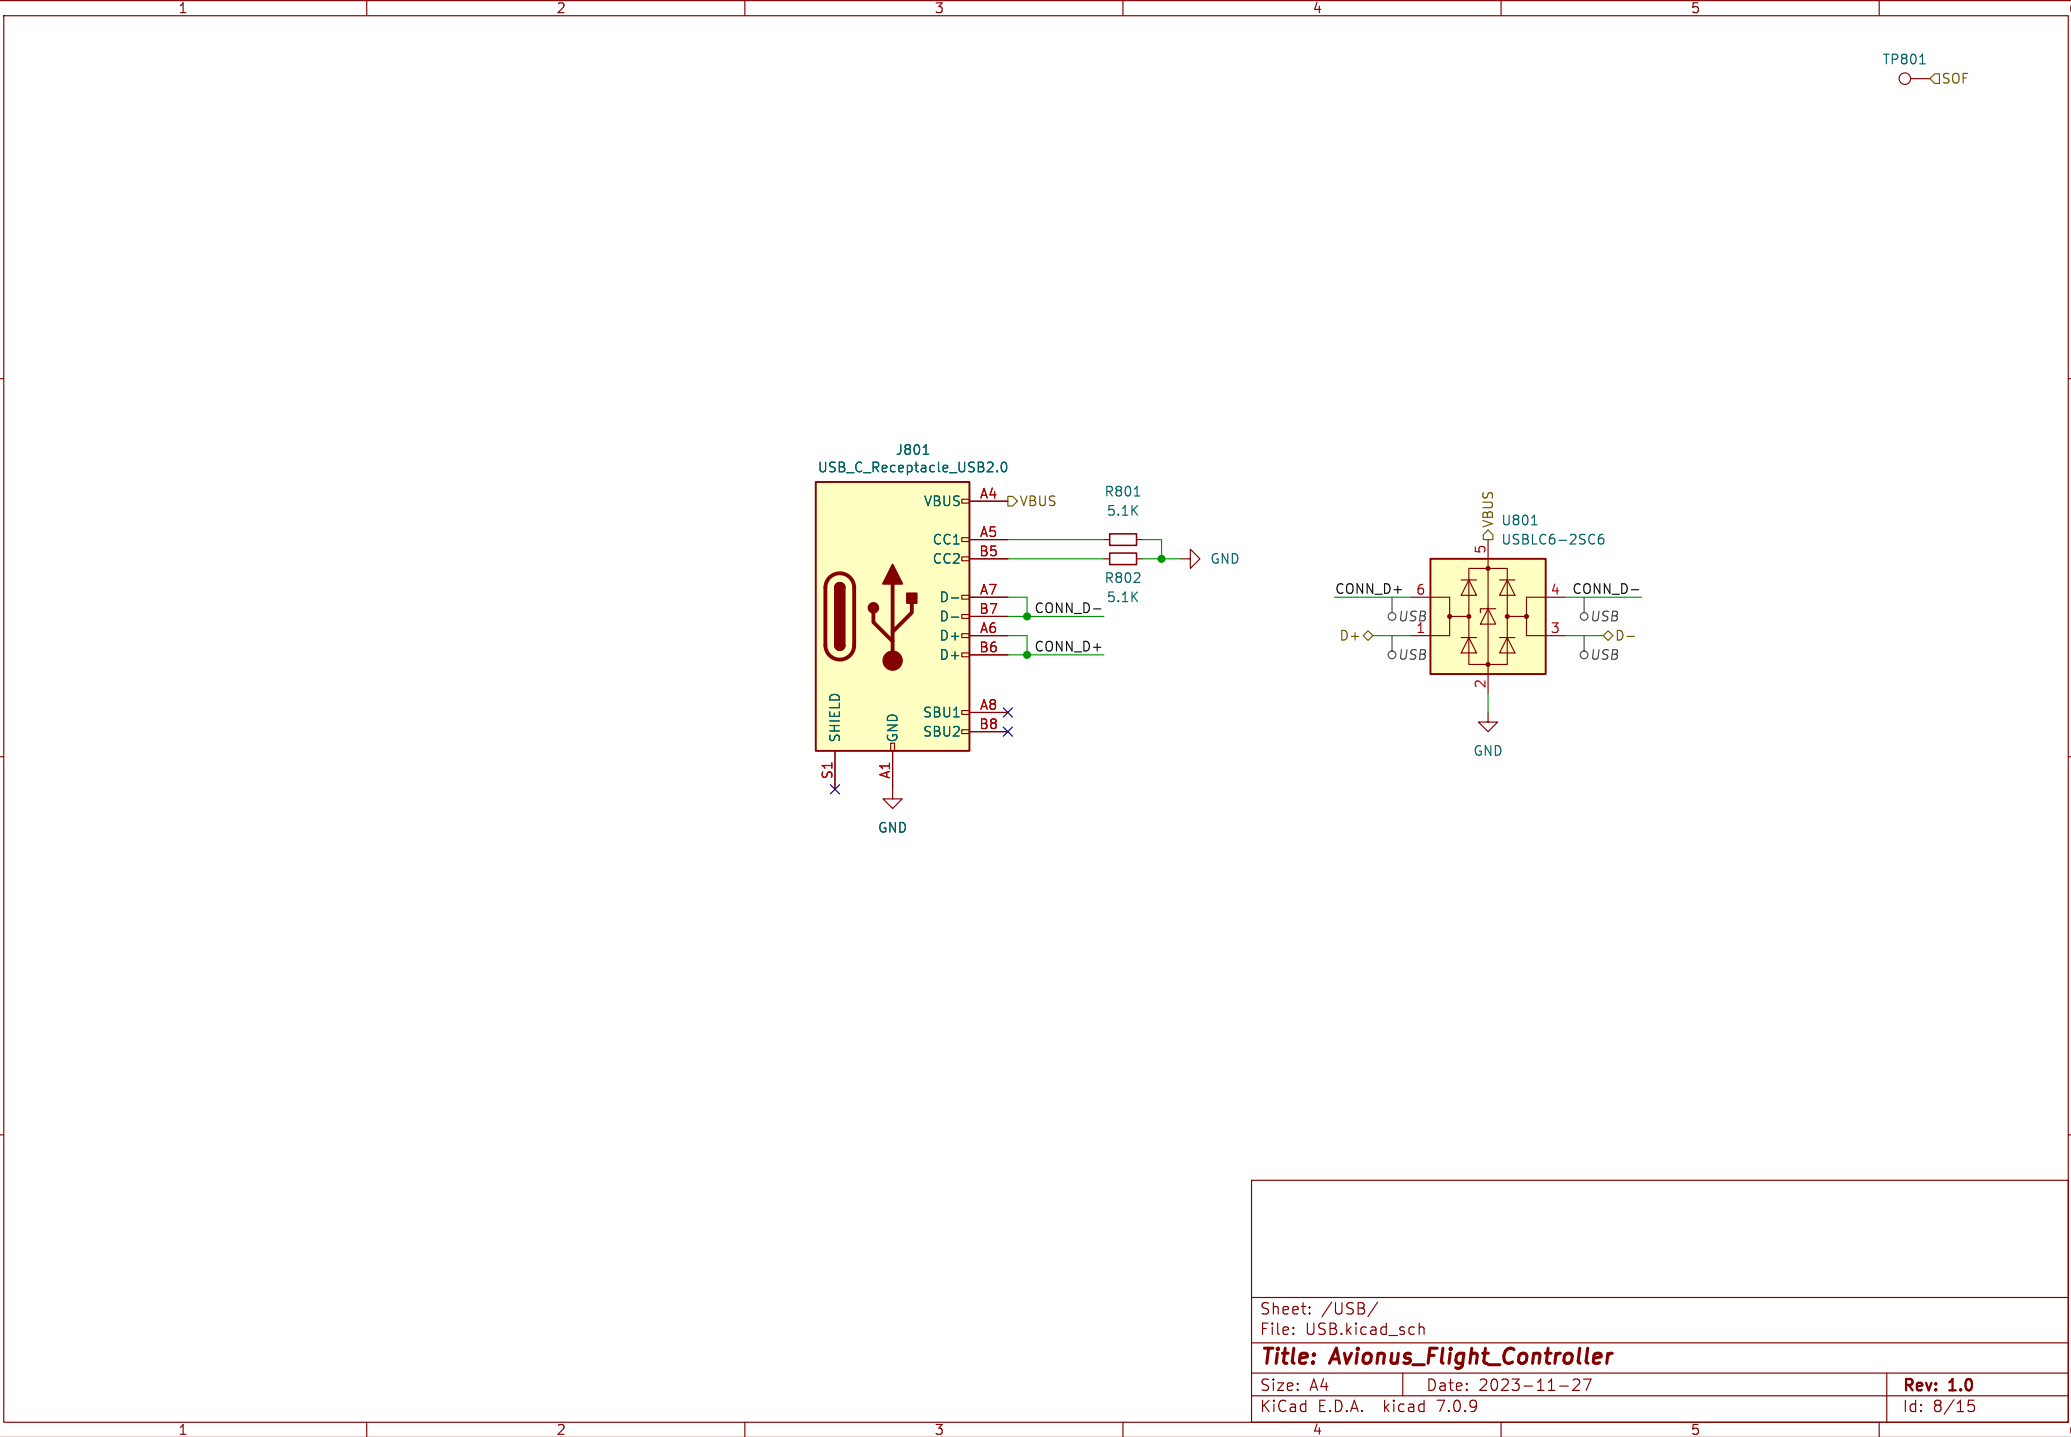 1 2 3 4 5
TP801
SOF
J801
USB_C_Receptacle_USB2.0
VBUS A4 VBUS
CC1 A5
CC2 B5
D- A7
D- B7 CONN_D-
D+ A6
D+ B6 CONN_D+
SBU1 A8
SBU2 B8
SHIELD
GND
S1
A1
GND
R801
5.1K
GND
R802
5.1K
VBUS
U801
USBLC6-2SC6
5
CONN_D+ 6
4 CONN_D-
USB
USB
D+ 1
3 D-
USB
USB
2
GND
Sheet: /USB/
File: USB.kicad_sch
Title: Avionus_Flight_Controller
Size: A4 Date: 2023-11-27 Rev: 1.0
KiCad E.D.A. kicad 7.0.9 Id: 8/15
1 2 3 4 5